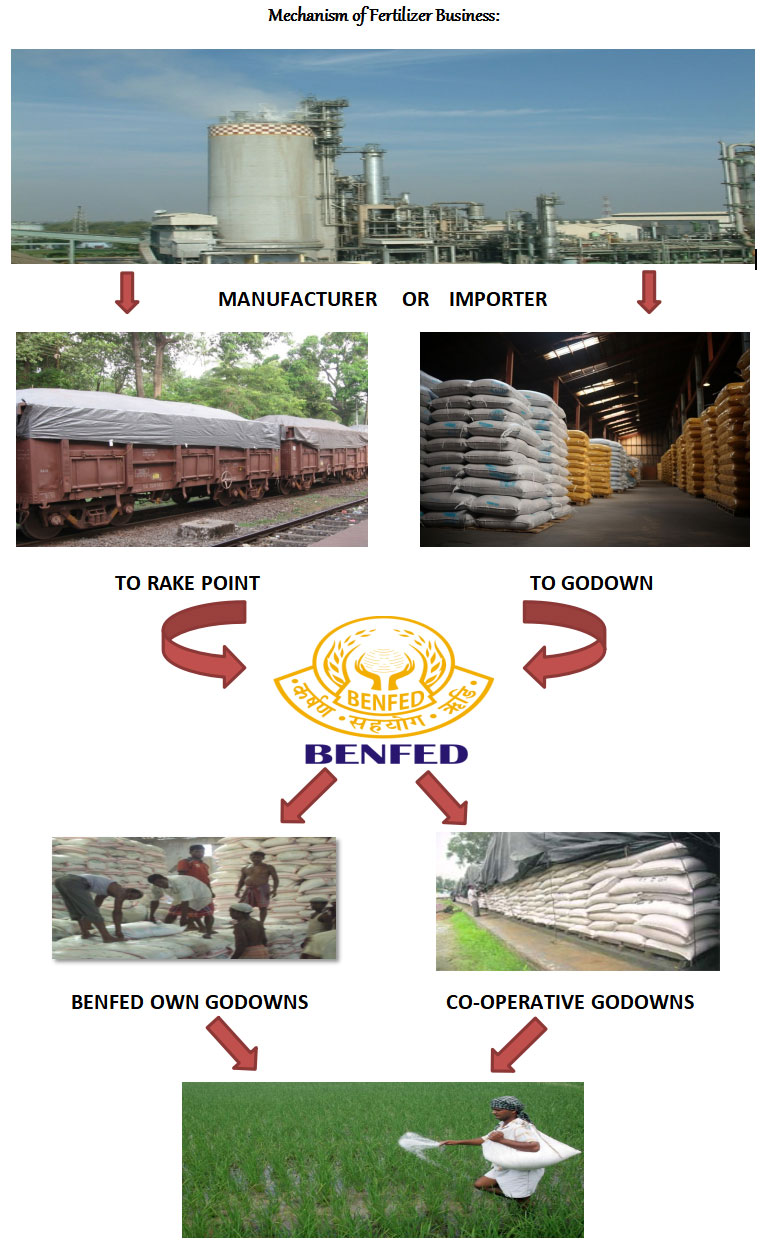 Mechanism of Fertilizer Business:
MANUFACTURER OR IMPORTER
TO RAKE POINT
TO GODOWN
BENFED
कर्षण • सहयोग • ऋद्धि
BENFED
BENFED OWN GODOWNS
CO-OPERATIVE GODOWNS